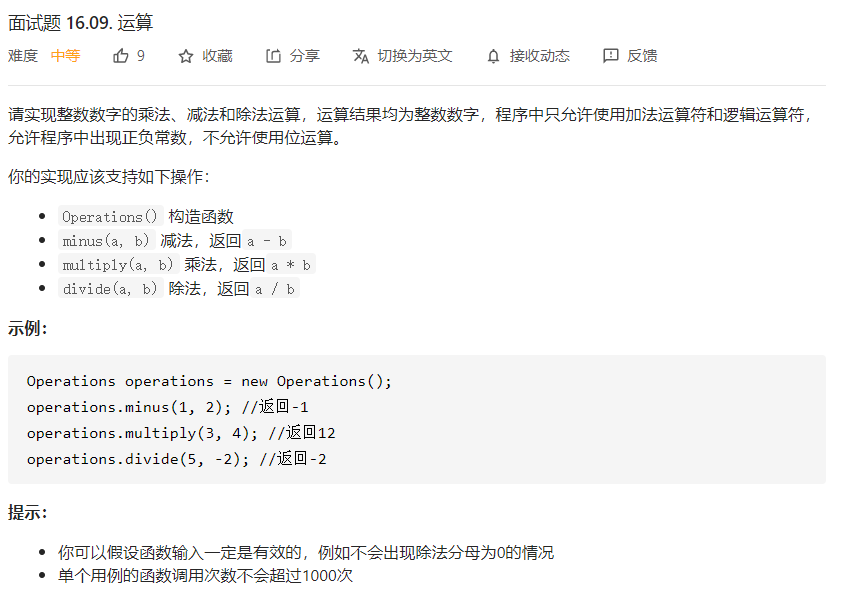 面试题 16.09. 运算
难度 中等 9 收藏 分享 切换为英文 接收动态 反馈
请实现整数数字的乘法、减法和除法运算，运算结果均为整数数字，程序中只允许使用加法运算符和逻辑运算符，
允许程序中出现正负常数，不允许使用位运算。
你的实现应该支持如下操作：
Operations() 构造函数
minus(a, b) 减法，返回 a - b
multiply(a, b) 乘法，返回 a * b
divide(a, b) 除法，返回 a / b
示例：
Operations operations = new Operations();
operations.minus(1, 2); //返回-1
operations.multiply(3, 4); //返回12
operations.divide(5, -2); //返回-2
提示：
你可以假设函数输入一定是有效的，例如不会出现除法分母为0的情况
单个用例的函数调用次数不会超过1000次